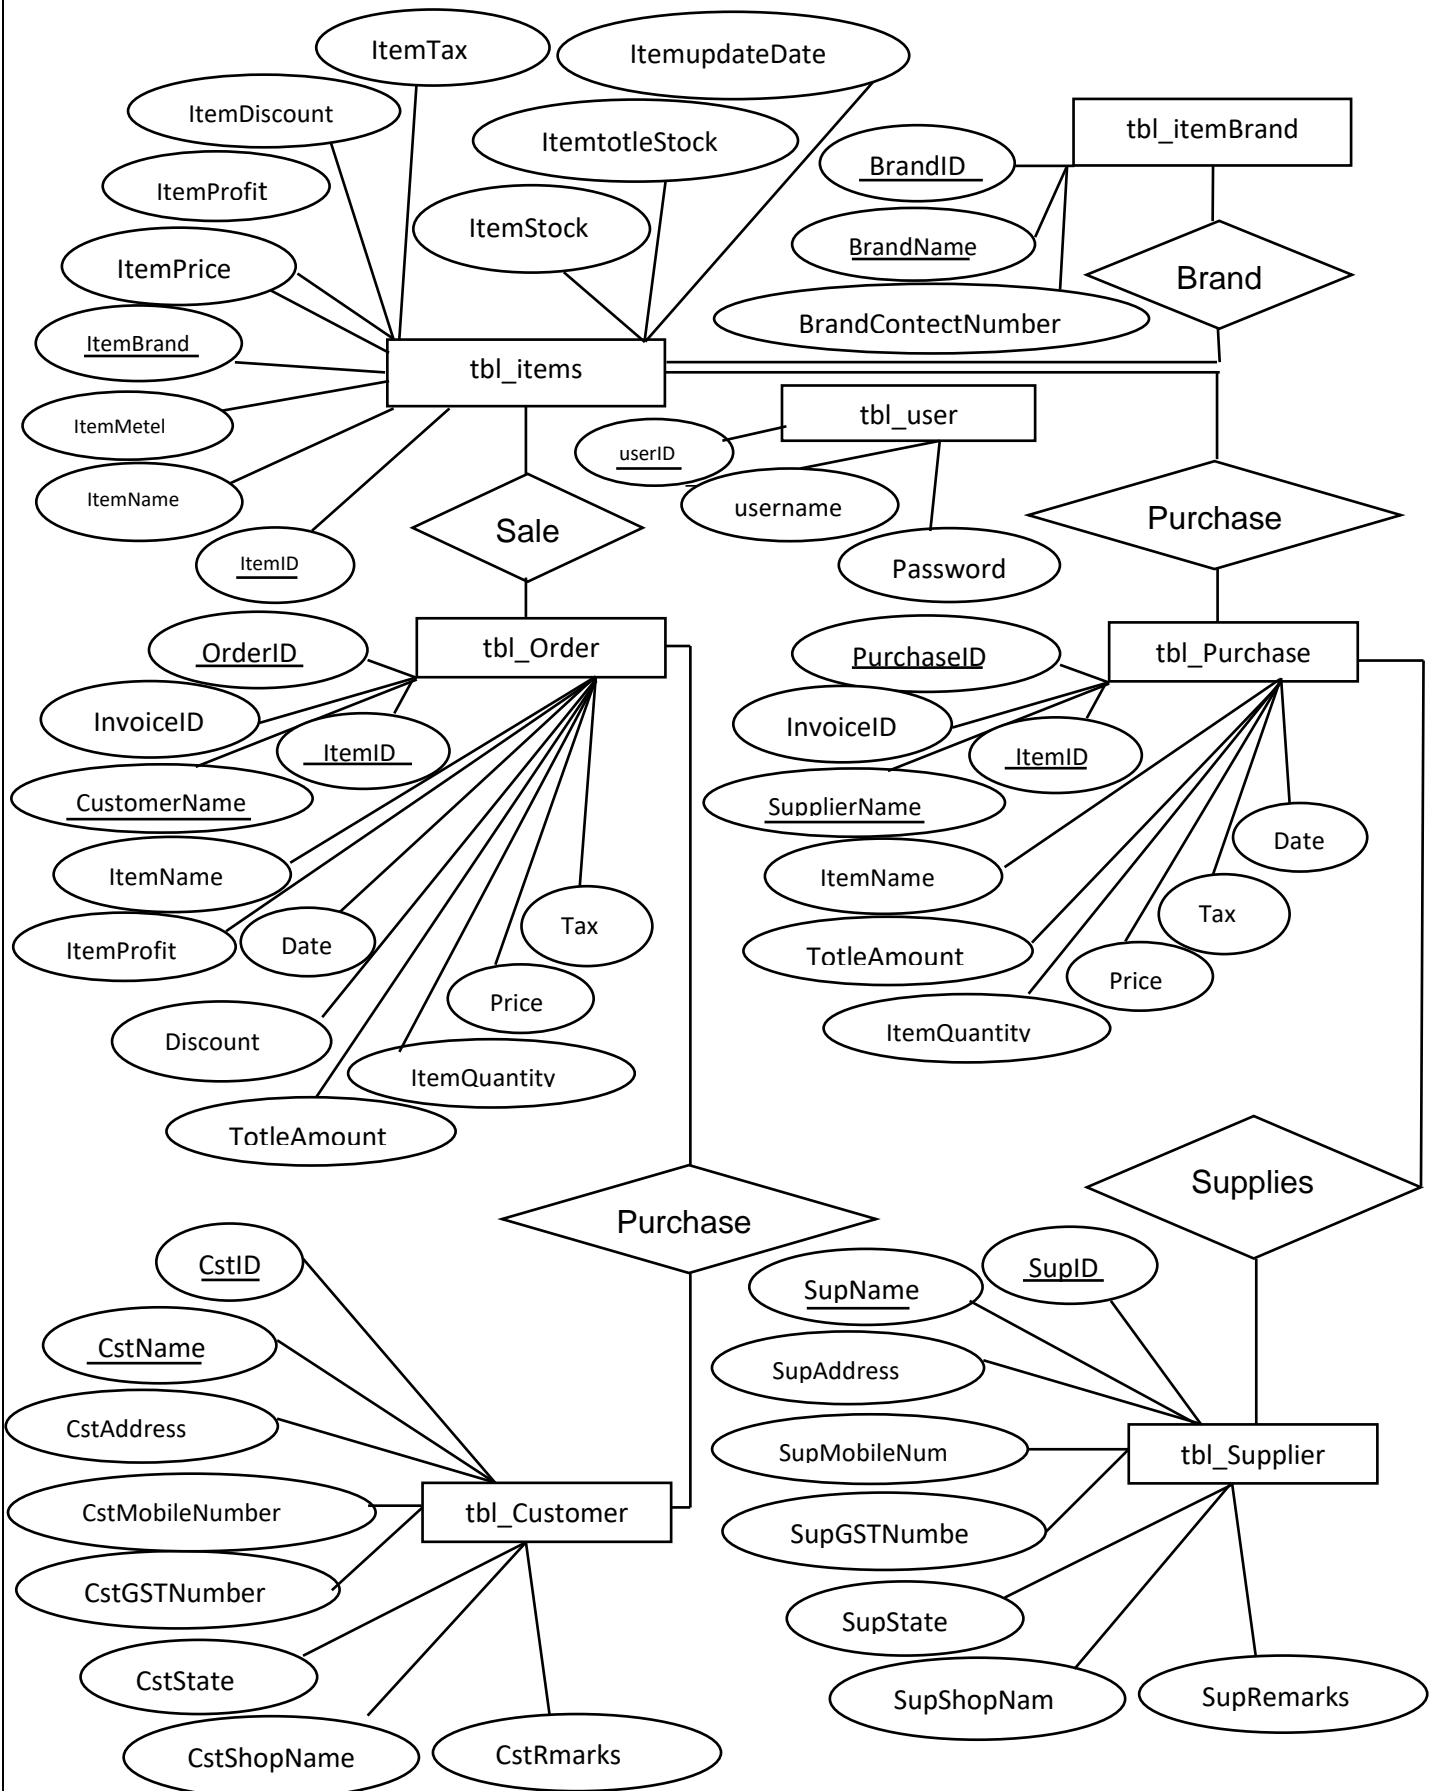 ItemTax
ItemupdateDate
ItemDiscount
ItemtotleStock
tbl_itemBrand
BrandID
ItemProfit
ItemStock
BrandName
ItemPrice
Brand
BrandContectNumber
ItemBrand
tbl_items
tbl_user
ItemMetel
userID
ItemName
username
Sale
Purchase
ItemID
Password
OrderID
tbl_Order
PurchaseID
tbl_Purchase
InvoiceID
ItemID
InvoiceID
ItemID
CustomerName
SupplierName
Date
ItemName
ItemName
Tax
Tax
ItemProfit
Date
TotleAmount
Price
Price
Discount
ItemQuantity
ItemQuantity
TotleAmount
Supplies
Purchase
CstID
SupID
SupName
CstName
SupAddress
CstAddress
SupMobileNum
tbl_Supplier
CstMobileNumber
tbl_Customer
SupGSTNumbe
CstGSTNumber
SupState
CstState
SupShopNam
SupRemarks
CstShopName
CstRmarks